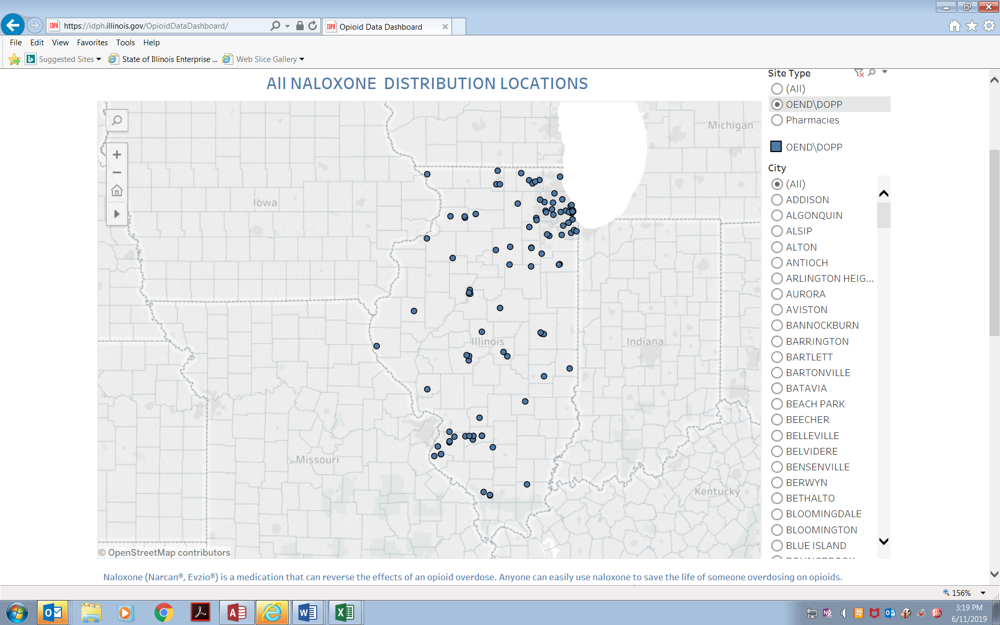 https://idph.illinois.gov/OpioidDataDashboard/
IDPH Opioid Data Dashboard
File Edit View Favorites Tools Help
Suggested Sites State of Illinois Enterprise ... Web Slice Gallery
All NALOXONE DISTRIBUTION LOCATIONS
Site Type
(All)
OEND\DOPP
Pharmacies
OEND\DOPP
City
(All)
ADDISON
ALGONQUIN
ALSIP
ALTON
ANTIOCH
ARLINGTON HEIG...
AURORA
AVISTON
BANNOCKBURN
BARRINGTON
BARTLETT
BARTONVILLE
BATAVIA
BEACH PARK
BEECHER
BELLEVILLE
BELVIDERE
BENSENVILLE
BERWYN
BETHALTO
BLOOMINGDALE
BLOOMINGTON
BLUE ISLAND
Michigan
Iowa
Illinois
Indiana
Missouri
Kentucky
© OpenStreetMap contributors
Naloxone (Narcan®, Evzio®) is a medication that can reverse the effects of an opioid overdose. Anyone can easily use naloxone to save the life of someone overdosing on opioids.
156%
3:19 PM
6/11/2019